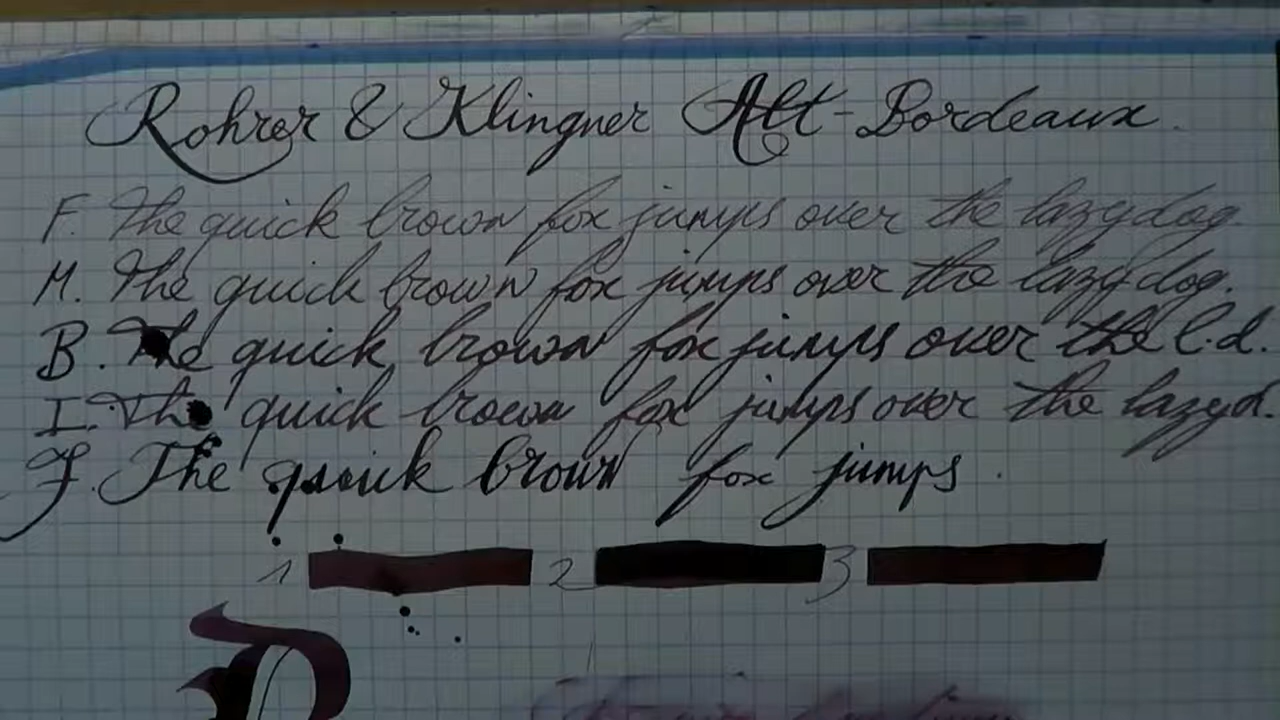 Rohrer & Klingner Alt-Bordeaux.
F. The quick brown fox jumps over the lazy dog.
M. The quick brown fox jumps over the lazy dog.
B. The quick brown fox jumps over the l.d.
I. The quick brown fox jumps over the lazy d.
F. The quick brown fox jumps.
1 2 3